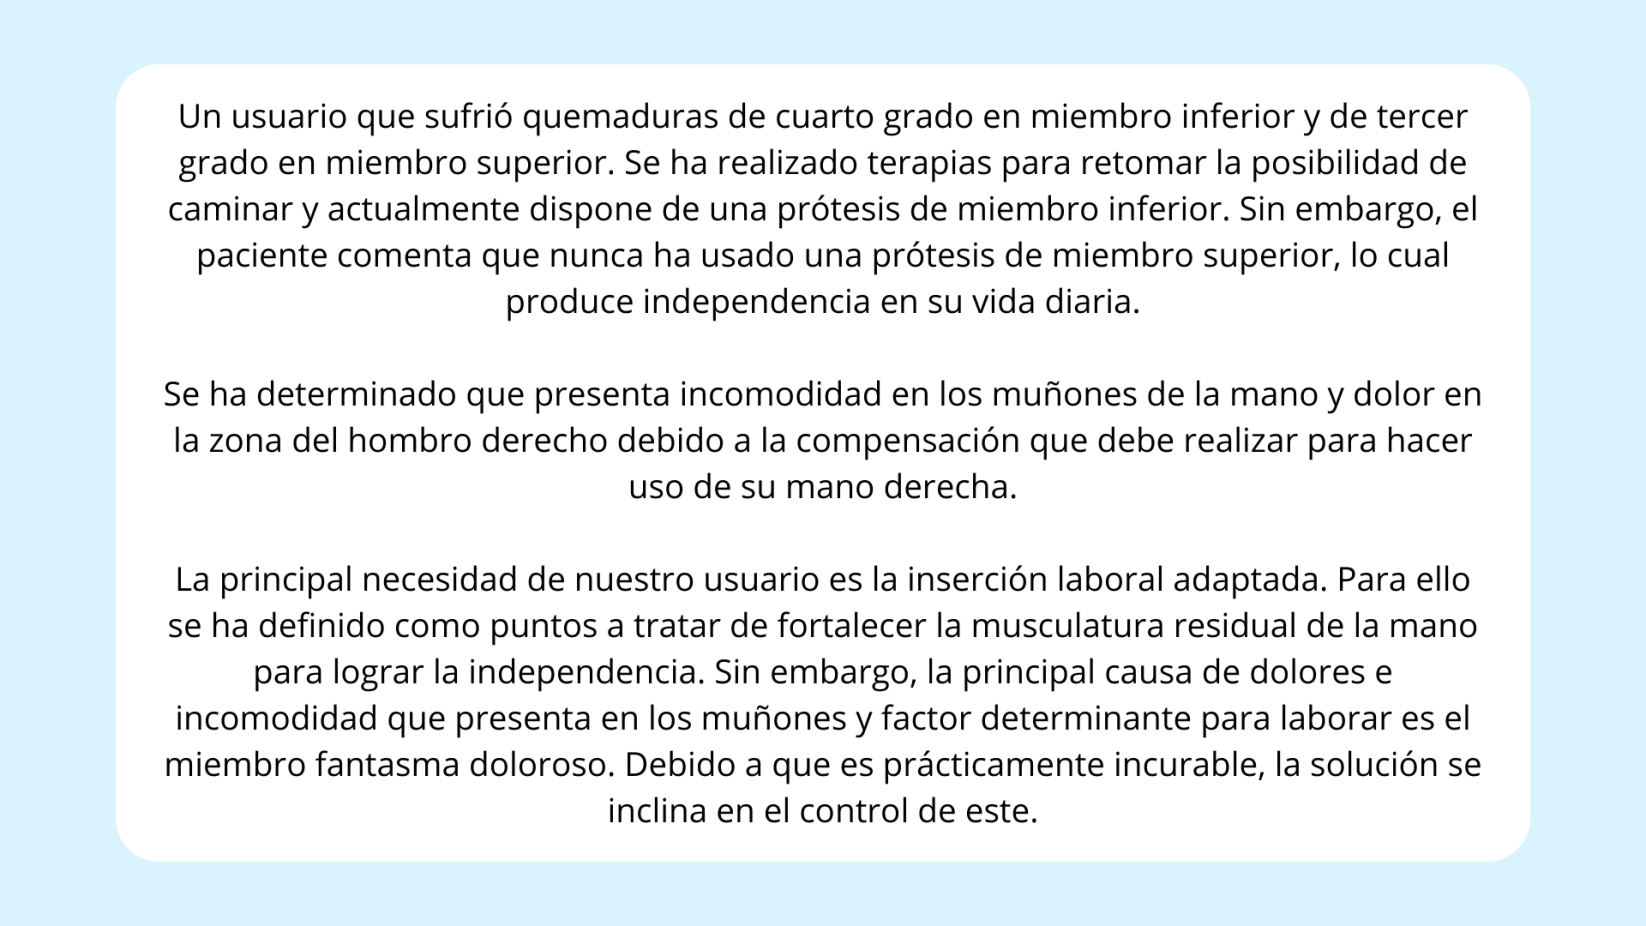 Un usuario que sufrió quemaduras de cuarto grado en miembro inferior y de tercer
grado en miembro superior. Se ha realizado terapias para retomar la posibilidad de
caminar y actualmente dispone de una prótesis de miembro inferior. Sin embargo, el
paciente comenta que nunca ha usado una prótesis de miembro superior, lo cual
produce independencia en su vida diaria.
Se ha determinado que presenta incomodidad en los muñones de la mano y dolor en
la zona del hombro derecho debido a la compensación que debe realizar para hacer
uso de su mano derecha.
La principal necesidad de nuestro usuario es la inserción laboral adaptada. Para ello
se ha definido como puntos a tratar de fortalecer la musculatura residual de la mano
para lograr la independencia. Sin embargo, la principal causa de dolores e
incomodidad que presenta en los muñones y factor determinante para laborar es el
miembro fantasma doloroso. Debido a que es prácticamente incurable, la solución se
inclina en el control de este.